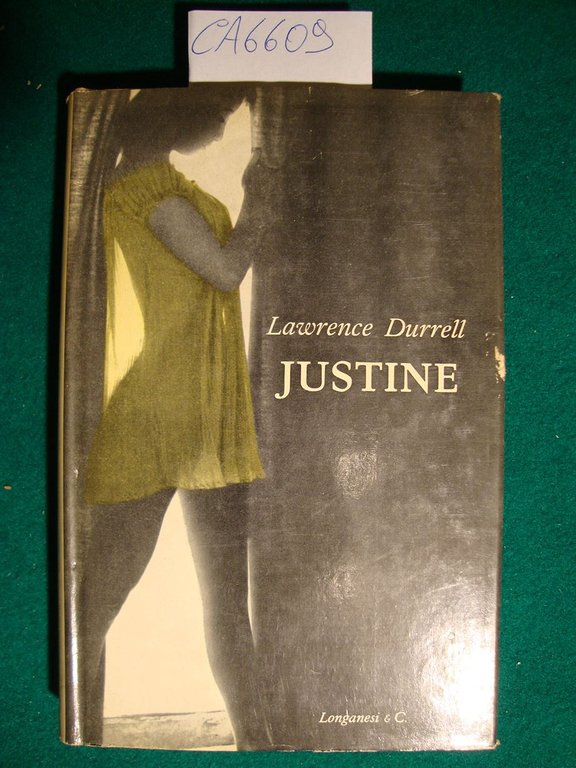 CA6609
Lawrence Durrell
JUSTINE
Longanesi & C.